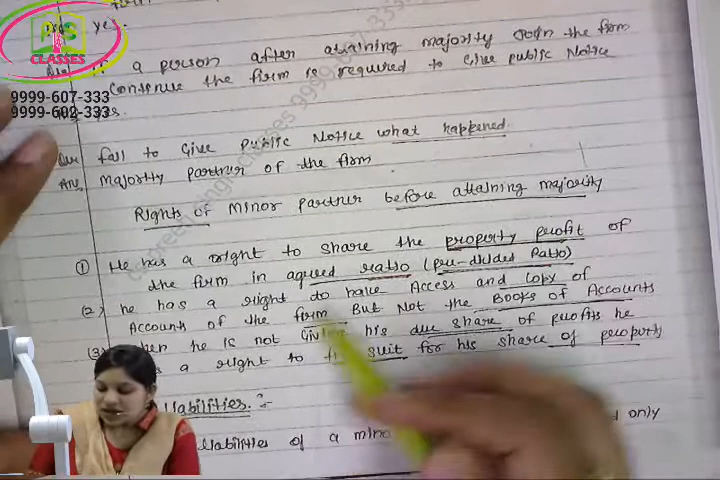 yes.
CLASSES
a person after attaining majority join the firm
9999-607-333
continue the firm is required to Give public Notice
9999-602-333
Que fail to Give public Notice what happened
Ans. majority partner of the firm
Rights of minor partner before attaining majority
① He has a right to share the property profit of
the firm in agreed ratio (pre-divided Ratio)
(2) he has a right to have Access and copy of
Accounts of the firm But Not the Books of Accounts
(3) he is not his due share of profits he
a right to suit for his share of property
liabilities :-
liabilities of a only